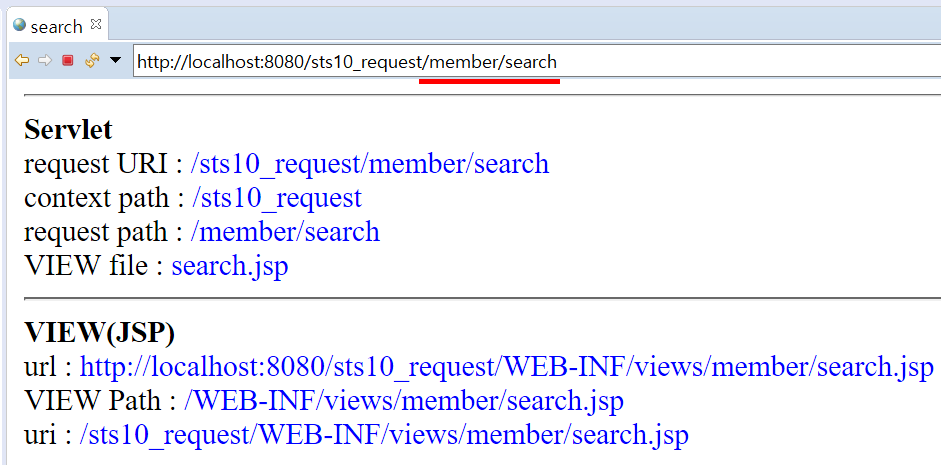 search
http://localhost:8080/sts10_request/member/search
Servlet
request URI : /sts10_request/member/search
context path : /sts10_request
request path : /member/search
VIEW file : search.jsp
VIEW(JSP)
url : http://localhost:8080/sts10_request/WEB-INF/views/member/search.jsp
VIEW Path : /WEB-INF/views/member/search.jsp
uri : /sts10_request/WEB-INF/views/member/search.jsp